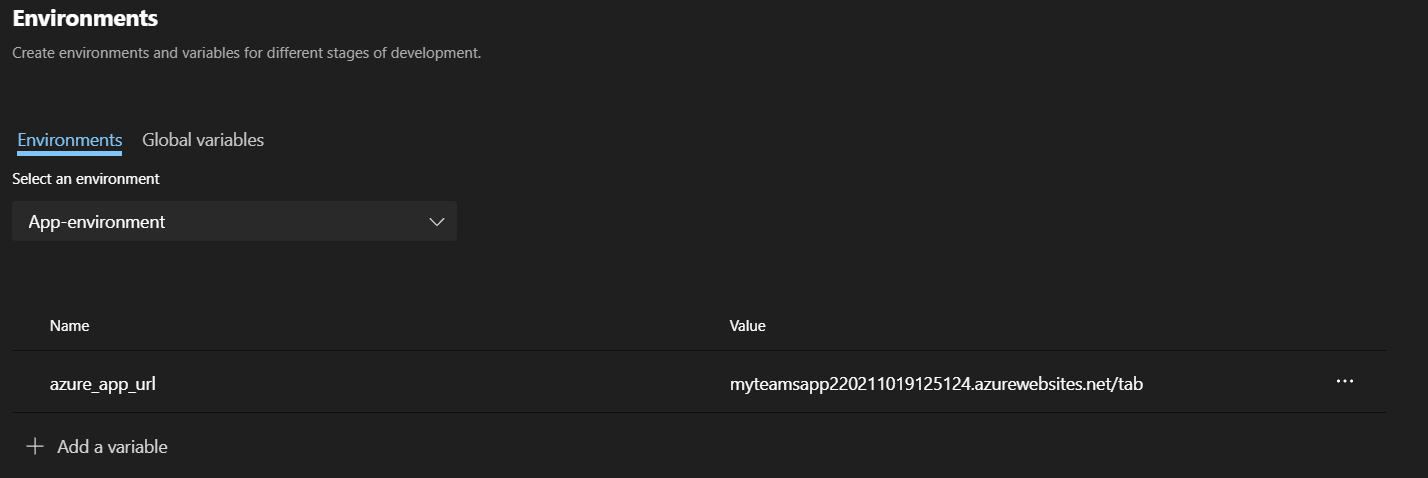 Environments
Create environments and variables for different stages of development.
Environments Global variables
Select an environment
App-environment
Name Value
azure_app_url myteamsapp220211019125124.azurewebsites.net/tab
Add a variable